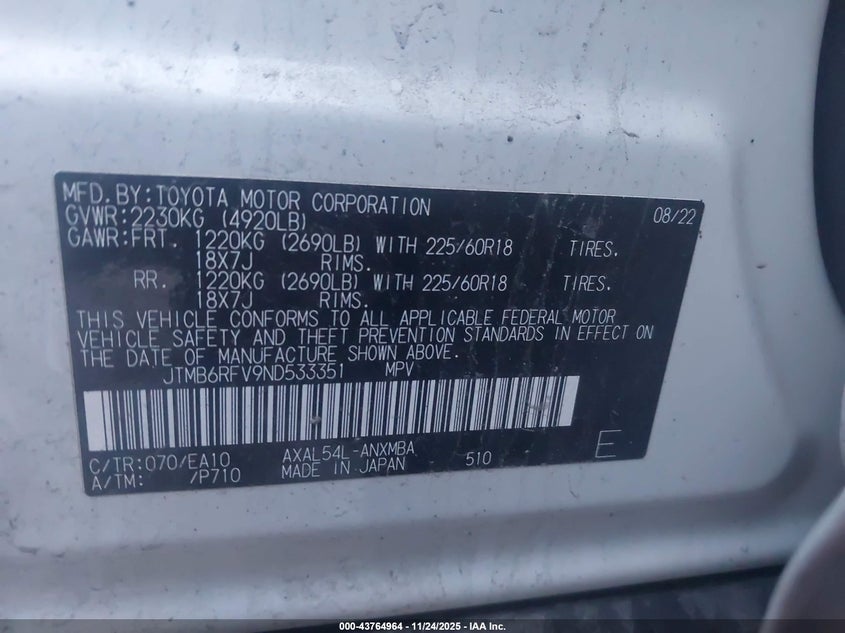 MFD.BY:TOYOTA MOTOR CORPORATION 08/22
GVWR:2230KG (4920LB)
GAWR:FRT. 1220KG (2690LB) WITH 225/60R18 TIRES.
18X7J RIMS.
RR. 1220KG (2690LB) WITH 225/60R18 TIRES.
18X7J RIMS.
THIS VEHICLE CONFORMS TO ALL APPLICABLE FEDERAL MOTOR
VEHICLE SAFETY AND THEFT PREVENTION STANDARDS IN EFFECT ON
THE DATE OF MANUFACTURE SHOWN ABOVE.
JTMB6RFV9ND533351 MPV
C/TR:070/EA10 AXAL54L-ANXMBA 510 E
A/TM: /P710 MADE IN JAPAN
000-43764964 - 11/24/2025 - IAA Inc.